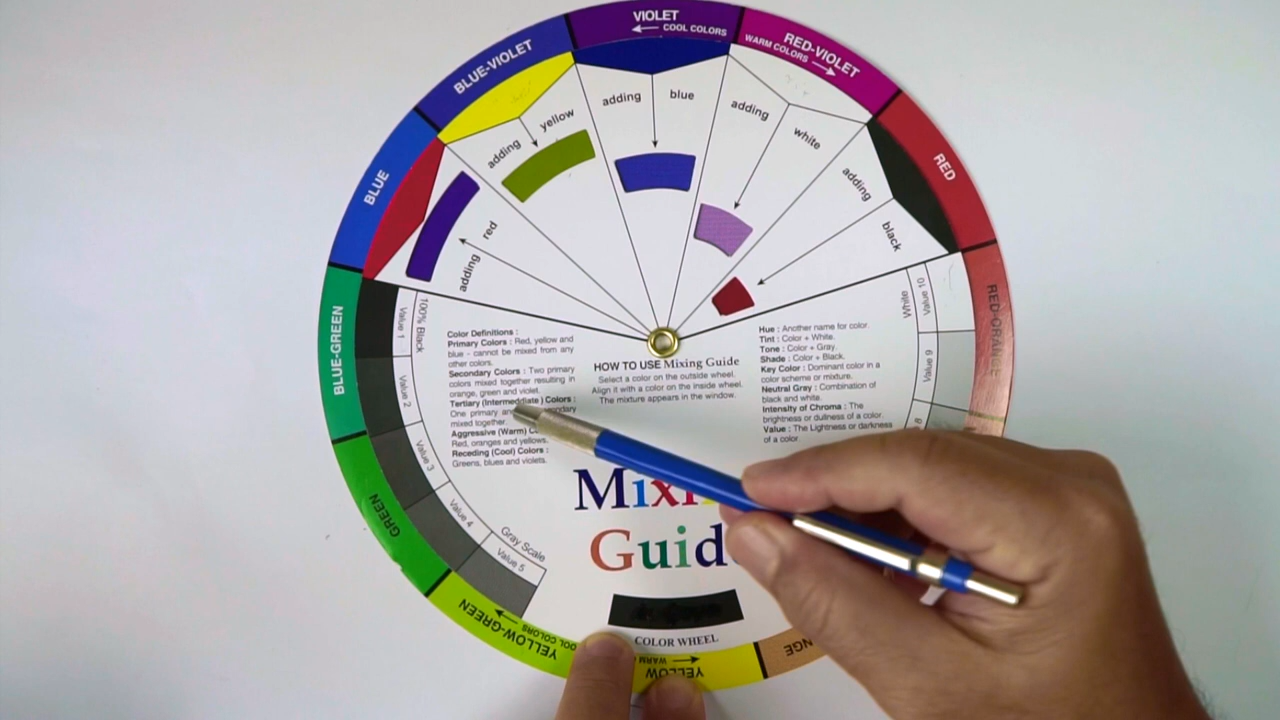 VIOLET
COOL COLORS
RED-VIOLET
WARM COLORS
BLUE-VIOLET
BLUE
RED
RED-ORANGE
BLUE-GREEN
GREEN
YELLOW-GREEN
YELLOW
WARM
adding red
adding yellow
adding blue
adding white
adding black
100% Black
Value 1
Value 2
Value 3
Value 4
Value 5
Gray Scale
White
Value 10
Value 9
8
Color Definitions :
Primary Colors : Red, yellow and
blue - cannot be mixed from any
other colors.
Secondary Colors : Two primary
colors mixed together resulting in
orange, green and violet.
Tertiary (Intermediate) Colors :
One primary
mixed together.
Aggressive (Warm)
Red, oranges and yellows.
Receding (Cool) Colors :
Greens, blues and violets.
HOW TO USE Mixing Guide
Select a color on the outside wheel.
Align it with a color on the inside wheel.
The mixture appears in the window.
Hue : Another name for color.
Tint : Color + White.
Tone : Color + Gray.
Shade : Color + Black.
Key Color : Dominant color in a
color scheme or mixture.
Neutral Gray : Combination of
black and white.
Intensity of Chroma : The
brightness or dullness of a color.
Value : The Lightness or darkness
of a color.
Guid
COLOR WHEEL